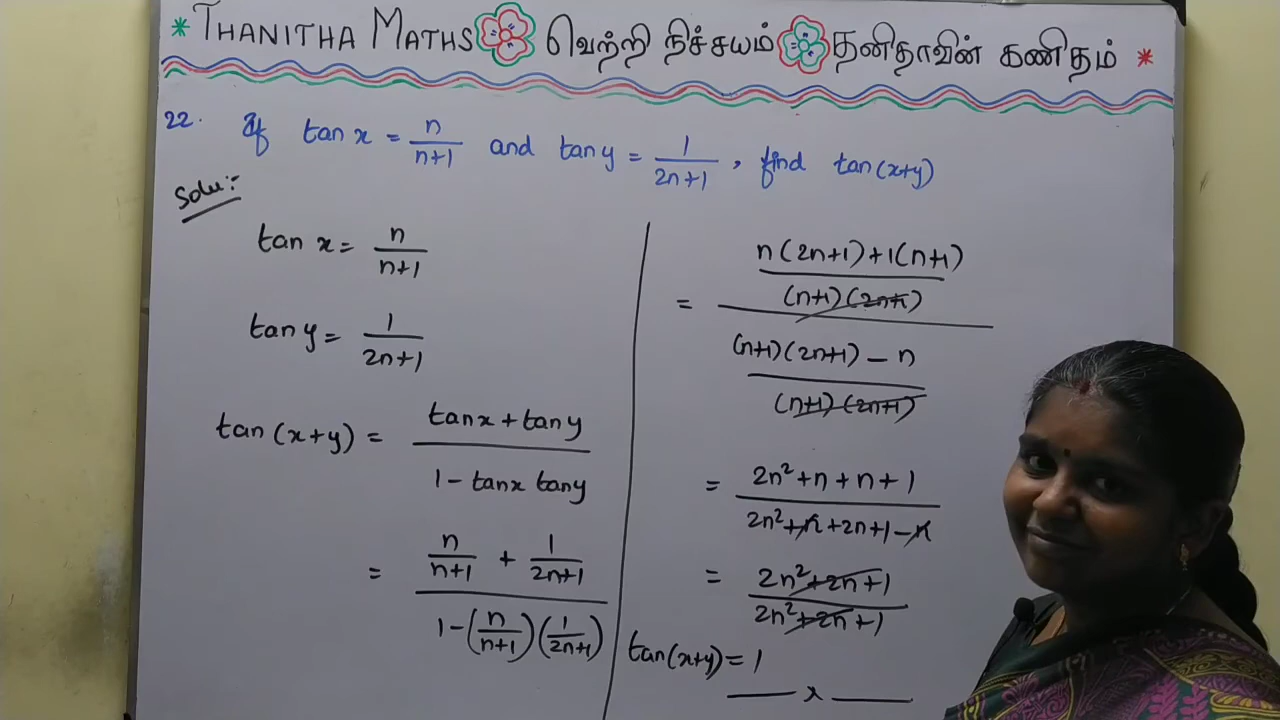 * THANITHA MATHS வெற்றி நிச்சயம் தனிதாவின் கணிதம் *
22. If tan x = n/(n+1) and tan y = 1/(2n+1), find tan(x+y)
Solu:-
tan x = n/(n+1)
tan y = 1/(2n+1)
tan(x+y) = (tan x + tan y)/(1 - tan x tan y)
= (n/(n+1) + 1/(2n+1))/(1 - (n/(n+1))(1/(2n+1)))
= ((n(2n+1)+1(n+1))/((n+1)(2n+1)))/(((n+1)(2n+1) - n)/((n+1)(2n+1)))
= (2n²+n+n+1)/(2n²+n+2n+1-n)
= (2n²+2n+1)/(2n²+2n+1)
tan(x+y) = 1